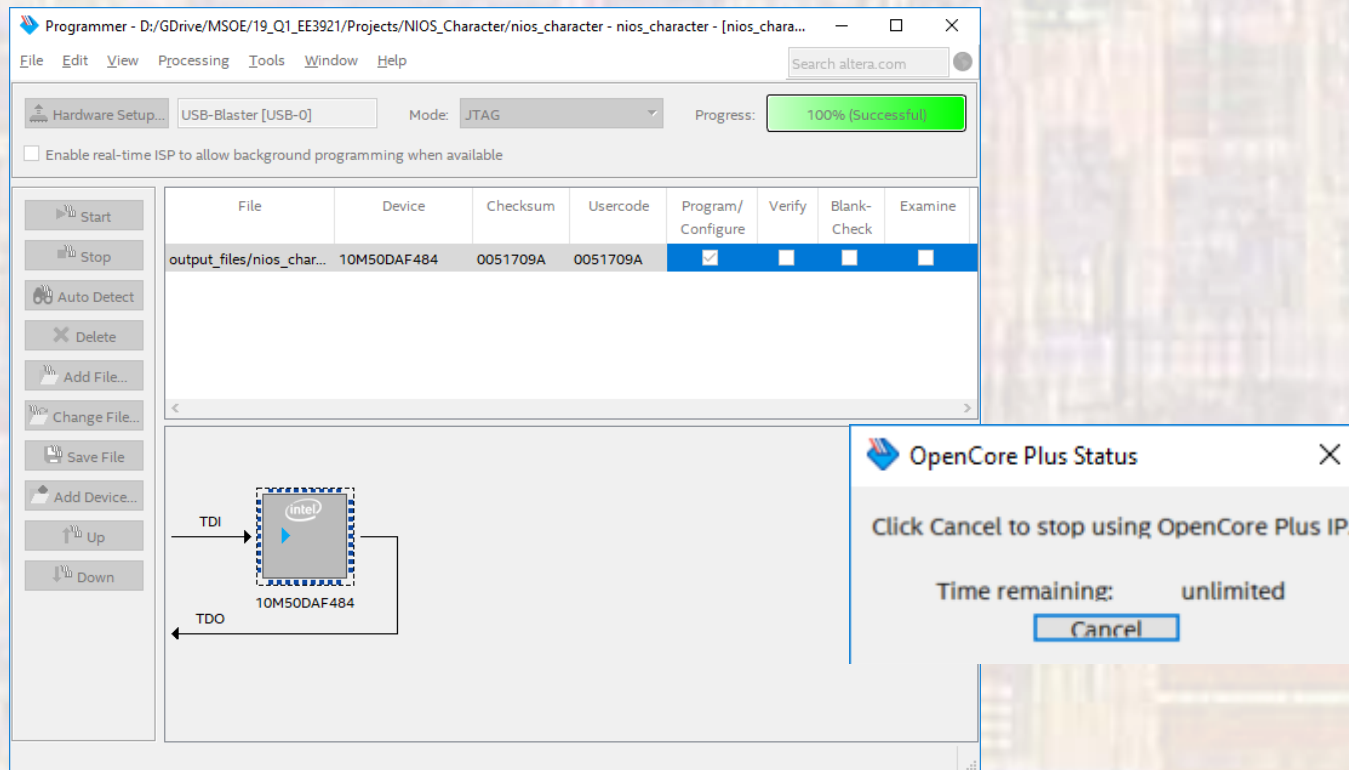 Programmer - D:/GDrive/MSOE/19_Q1_EE3921/Projects/NIOS_Character/nios_character - nios_character - [nios_chara...
File Edit View Processing Tools Window Help
Search altera.com
Hardware Setup... USB-Blaster [USB-0] Mode: JTAG Progress: 100% (Successful)
Enable real-time ISP to allow background programming when available
Start
Stop
Auto Detect
Delete
Add File...
Change File...
Save File
Add Device...
Up
Down
File Device Checksum Usercode Program/ Verify Blank- Examine
Configure Check
output_files/nios_char... 10M50DAF484 0051709A 0051709A
intel
TDI
10M50DAF484
TDO
OpenCore Plus Status
Click Cancel to stop using OpenCore Plus IP.
Time remaining: unlimited
Cancel